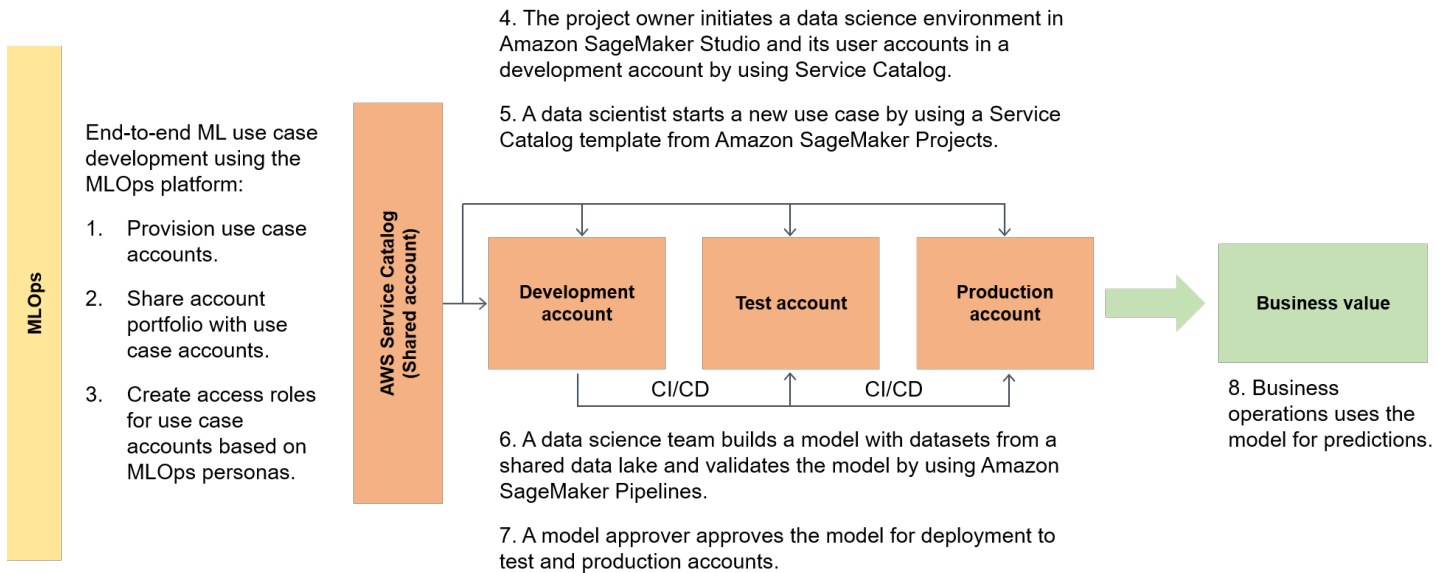 MLOps
End-to-end ML use case
development using the
MLOps platform:
1. Provision use case
accounts.
2. Share account
portfolio with use
case accounts.
3. Create access roles
for use case
accounts based on
MLOps personas.
AWS Service Catalog
(Shared account)
4. The project owner initiates a data science environment in
Amazon SageMaker Studio and its user accounts in a
development account by using Service Catalog.
5. A data scientist starts a new use case by using a Service
Catalog template from Amazon SageMaker Projects.
Development
account
Test account
Production
account
Business value
CI/CD
CI/CD
6. A data science team builds a model with datasets from a
shared data lake and validates the model by using Amazon
SageMaker Pipelines.
7. A model approver approves the model for deployment to
test and production accounts.
8. Business
operations uses the
model for predictions.